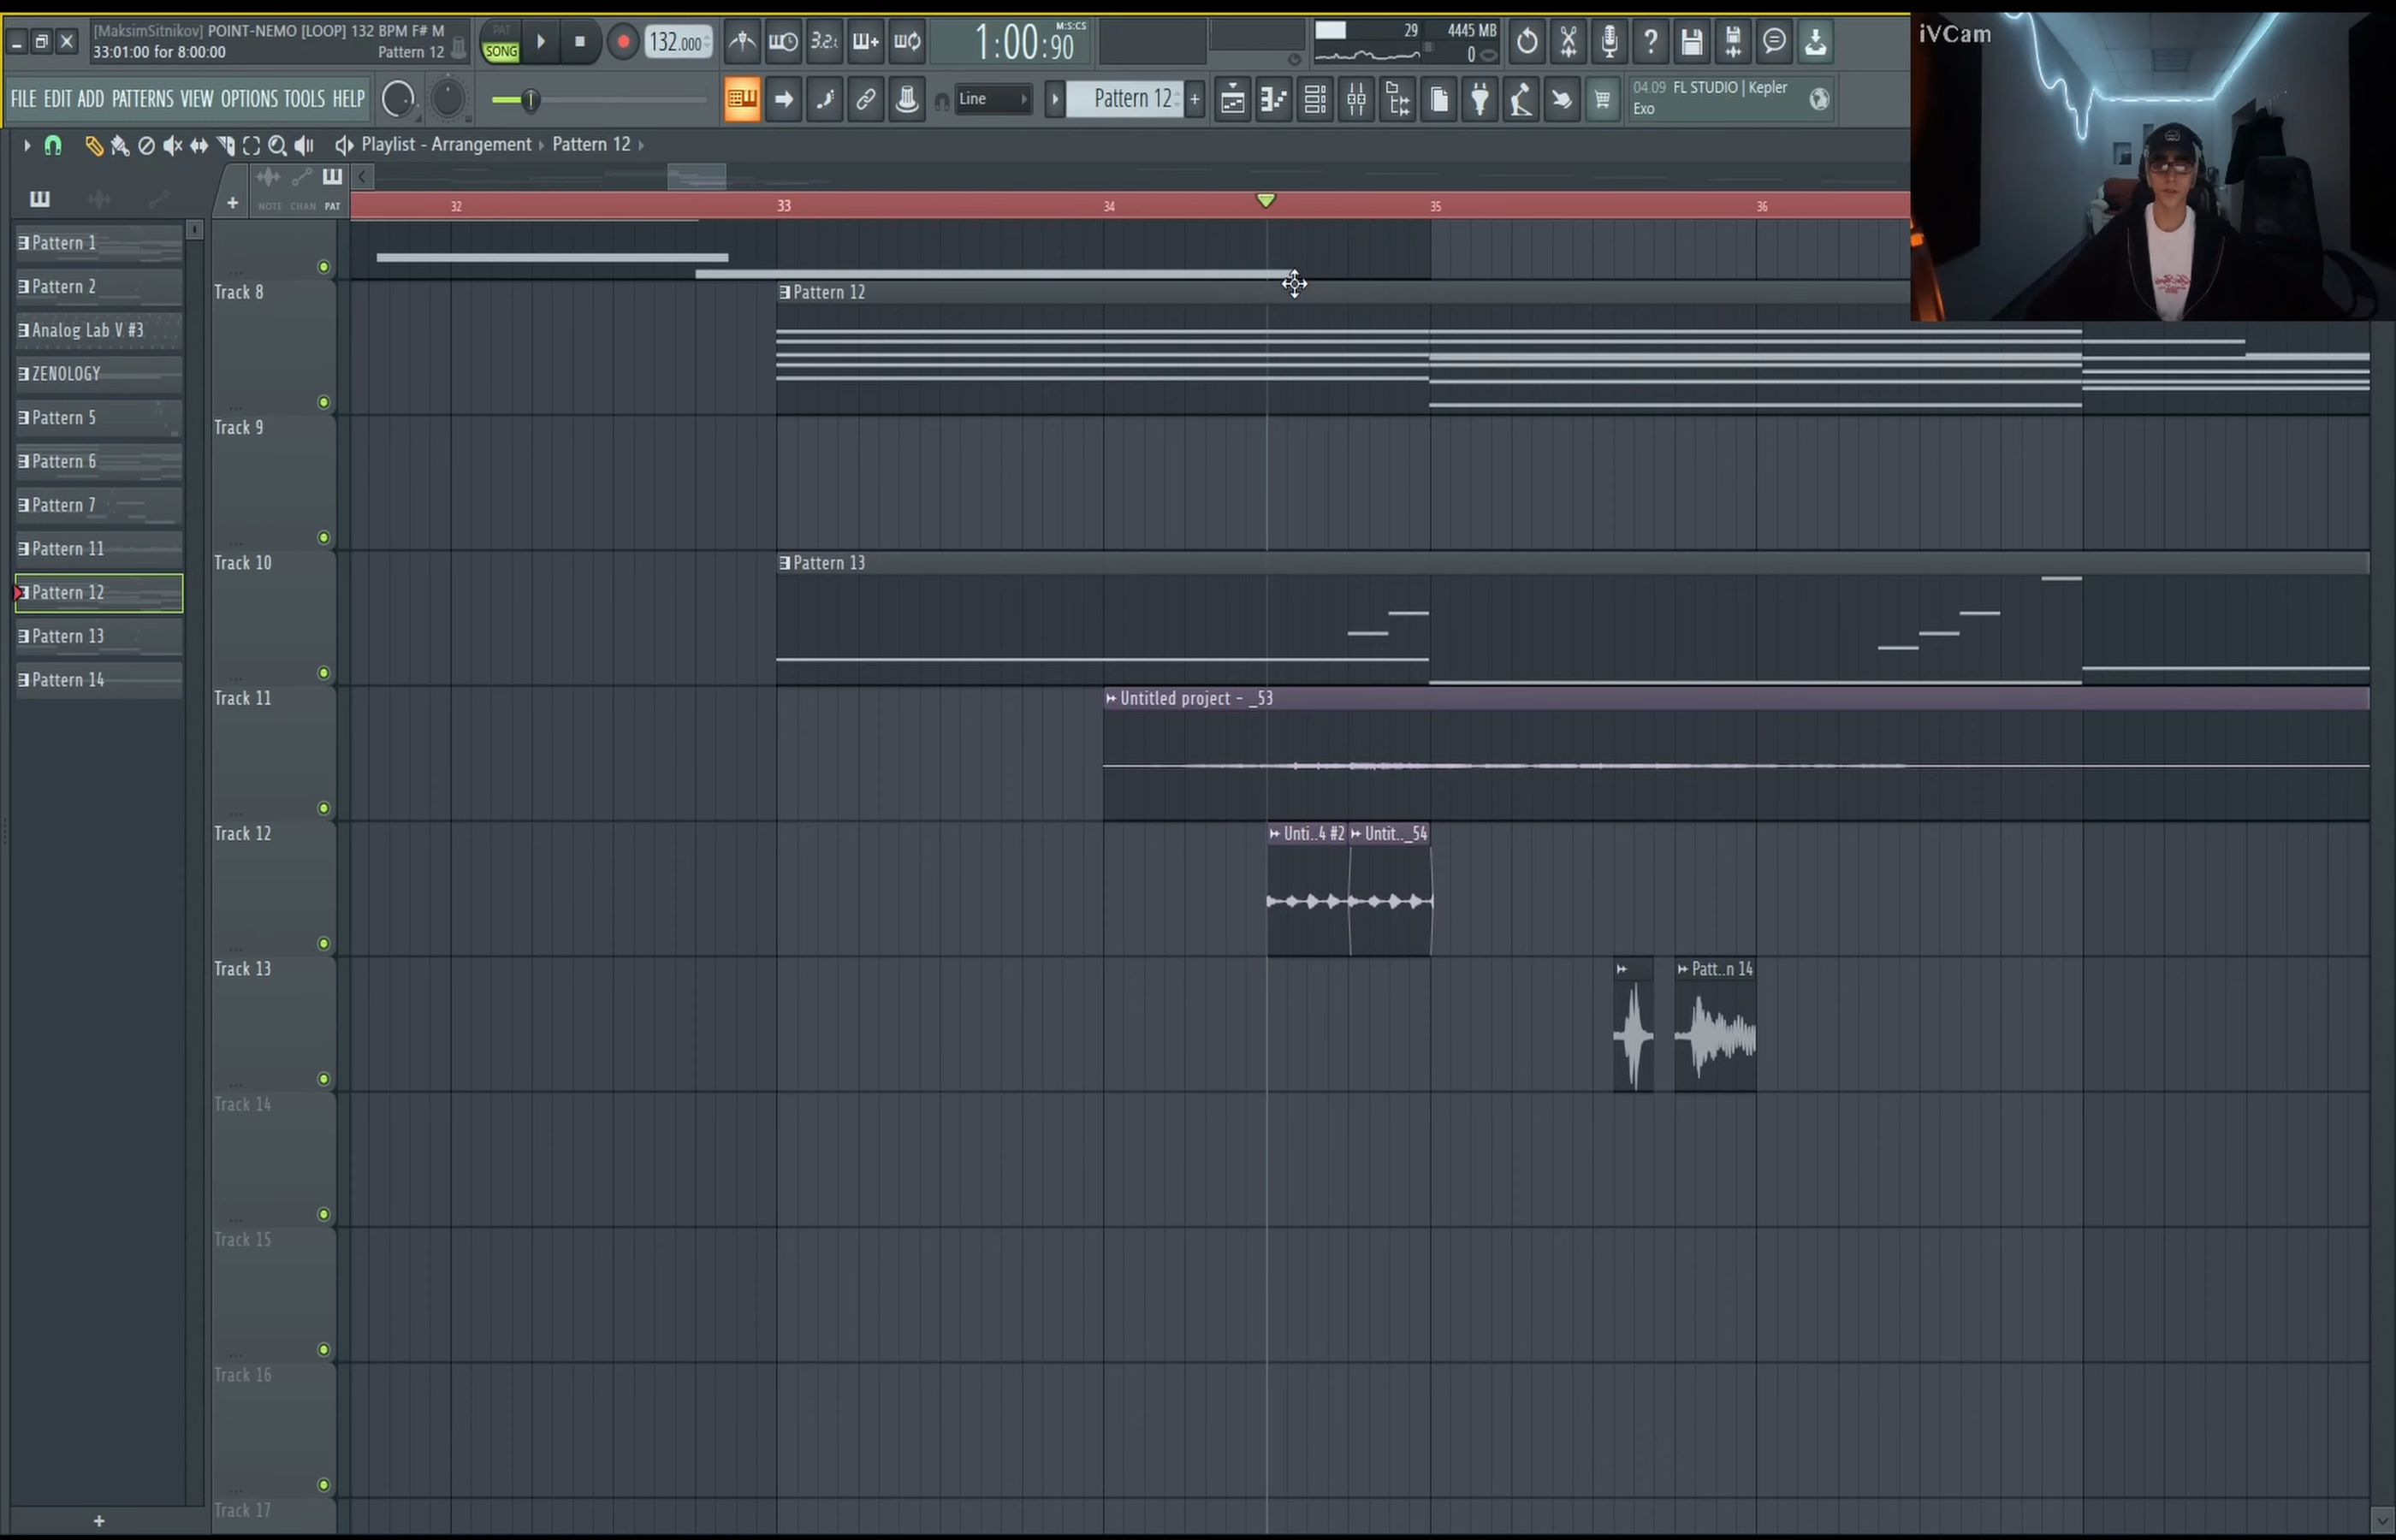 [MaksimSitnikov] POINT-NEMO [LOOP] 132 BPM F# M
33:01:00 for 8:00:00 Pattern 12
PAT
SONG
132.000
3.2.
1:00:90
M:S:CS
29
4445 MB
0
iVCam
FILE EDIT ADD PATTERNS VIEW OPTIONS TOOLS HELP
Line
Pattern 12
+
04.09 FL STUDIO | Kepler
Exo
Playlist - Arrangement › Pattern 12 ›
NOTE CHAN PAT
32 33 34 35 36
Pattern 1
Pattern 2
Analog Lab V #3
ZENOLOGY
Pattern 5
Pattern 6
Pattern 7
Pattern 11
Pattern 12
Pattern 13
Pattern 14
+
Track 8
Pattern 12
Track 9
Track 10
Pattern 13
Track 11
Untitled project - _53
Track 12
Unti..4 #2
Untit.._54
Track 13
Patt..n 14
Track 14
Track 15
Track 16
Track 17